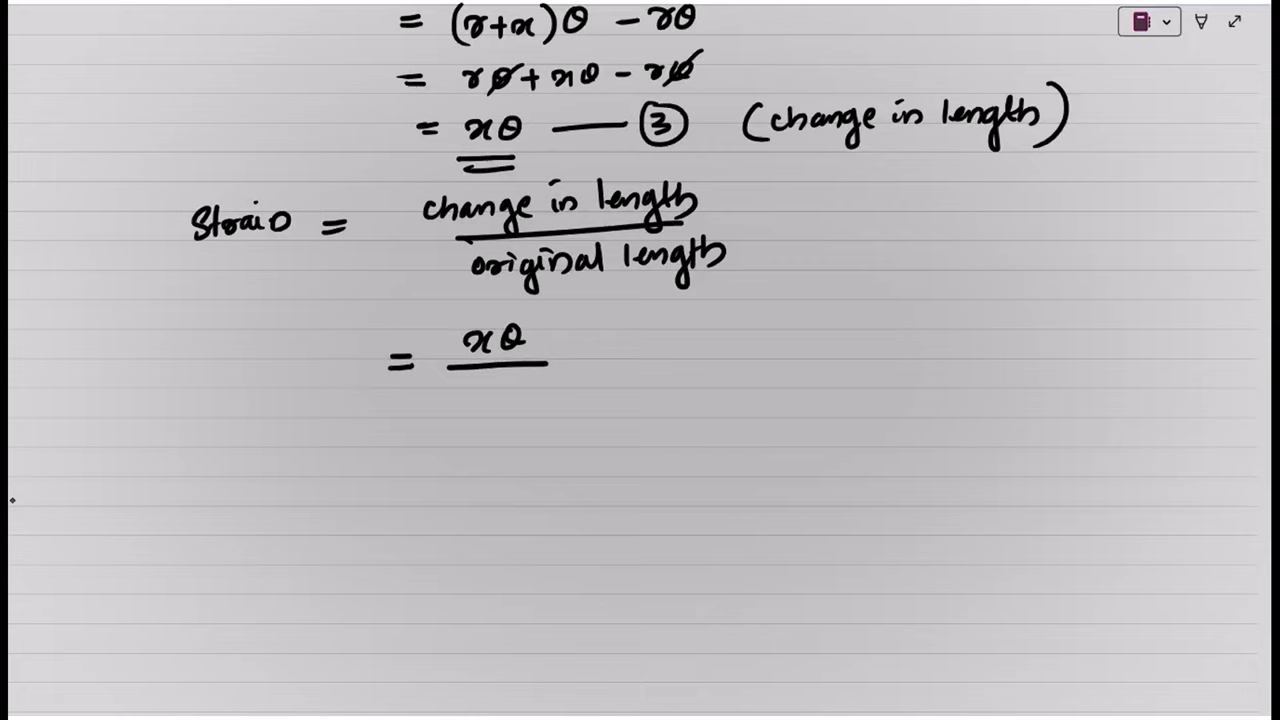 = (r+x)θ - rθ
= rθ + xθ - rθ
= xθ —— ③ (change in length)
Strain = change in length
original length
= xθ